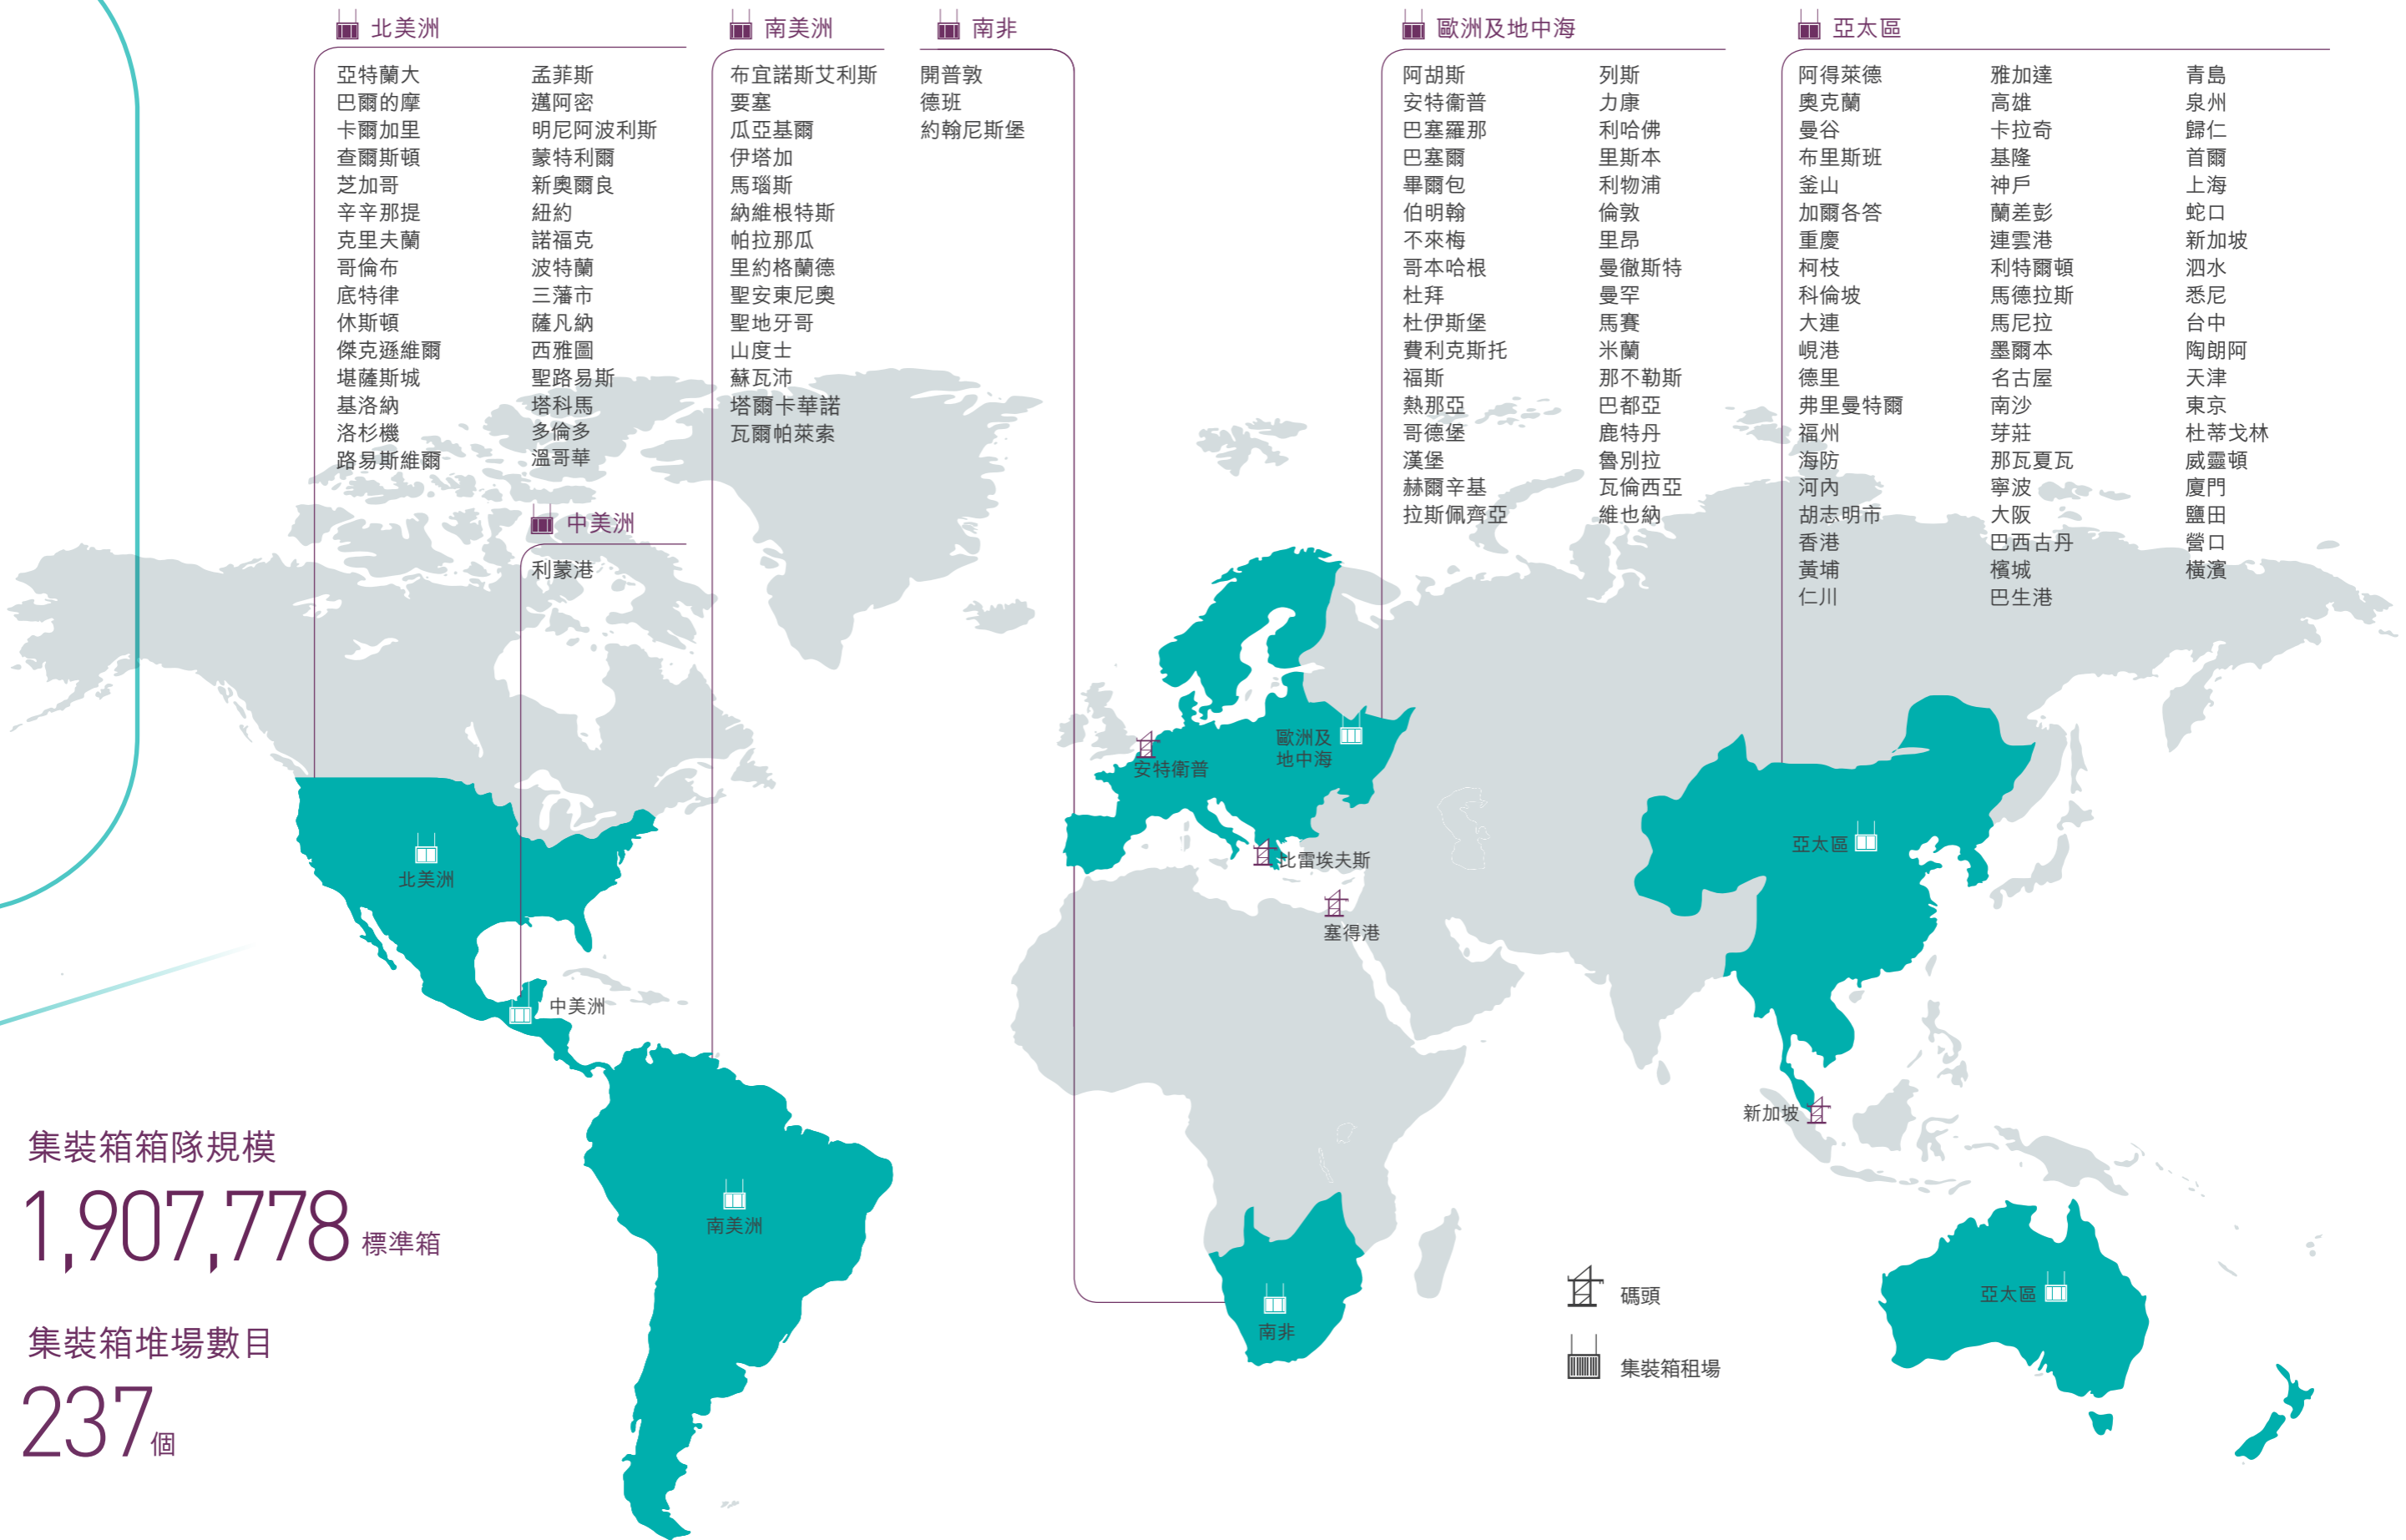 北美洲
亞特蘭大
巴爾的摩
卡爾加里
查爾斯頓
芝加哥
辛辛那提
克里夫蘭
哥倫布
底特律
休斯頓
傑克遜維爾
堪薩斯城
基洛納
洛杉機
路易斯維爾
孟菲斯
邁阿密
明尼阿波利斯
蒙特利爾
新奧爾良
紐約
諾福克
波特蘭
三藩市
薩凡納
西雅圖
聖路易斯
塔科馬
多倫多
溫哥華
中美洲
利蒙港
南美洲
布宜諾斯艾利斯
要塞
瓜亞基爾
伊塔加
馬瑙斯
納維根特斯
帕拉那瓜
里約格蘭德
聖安東尼奧
聖地牙哥
山度士
蘇瓦沛
塔爾卡華諾
瓦爾帕萊索
南非
開普敦
德班
約翰尼斯堡
歐洲及地中海
阿胡斯
安特衞普
巴塞羅那
巴塞爾
畢爾包
伯明翰
不來梅
哥本哈根
杜拜
杜伊斯堡
費利克斯托
福斯
熱那亞
哥德堡
漢堡
赫爾辛基
拉斯佩齊亞
列斯
力康
利哈佛
里斯本
利物浦
倫敦
里昂
曼徹斯特
曼罕
馬賽
米蘭
那不勒斯
巴都亞
鹿特丹
魯別拉
瓦倫西亞
維也納
亞太區
阿得萊德
奧克蘭
曼谷
布里斯班
釜山
加爾各答
重慶
柯枝
科倫坡
大連
峴港
德里
弗里曼特爾
福州
海防
河內
胡志明市
香港
黃埔
仁川
雅加達
高雄
卡拉奇
基隆
神戶
蘭差彭
連雲港
利特爾頓
馬德拉斯
馬尼拉
墨爾本
名古屋
南沙
芽莊
那瓦夏瓦
寧波
大阪
巴西古丹
檳城
巴生港
青島
泉州
歸仁
首爾
上海
蛇口
新加坡
泗水
悉尼
台中
陶朗阿
天津
東京
杜蒂戈林
威靈頓
廈門
鹽田
營口
橫濱
歐洲及
地中海
安特衞普
比雷埃夫斯
塞得港
北美洲
中美洲
亞太區
新加坡
南美洲
南非
亞太區
集裝箱箱隊規模
1,907,778 標準箱
集裝箱堆場數目
237個
碼頭
集裝箱租場